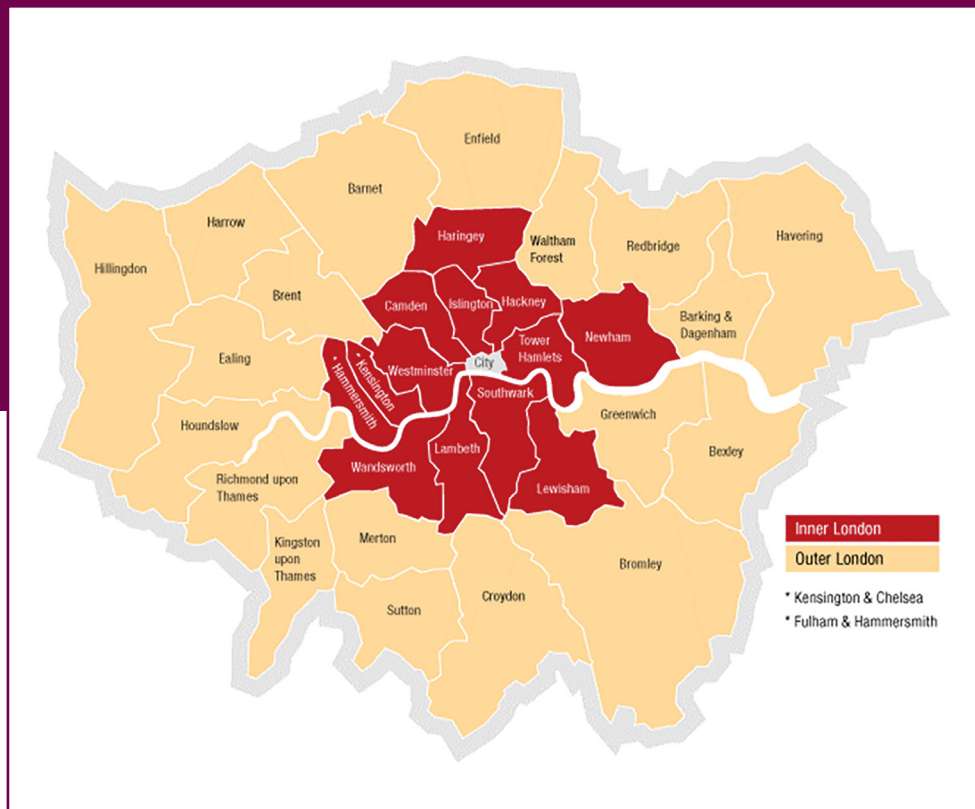 Enfield
Barnet
Harrow
Haringey
Waltham
Forest
Redbridge
Havering
Hillingdon
Brent
Camden
Islington
Hackney
Newham
Barking &
Dagenham
Ealing
Tower
Hamlets
City
Westminster
* Kensington
* Hammersmith
Southwark
Greenwich
Houndslow
Bexley
Lambeth
Wandsworth
Richmond upon
Thames
Lewisham
Kingston
upon
Thames
Merton
Bromley
Sutton
Croydon
Inner London
Outer London
* Kensington & Chelsea
* Fulham & Hammersmith